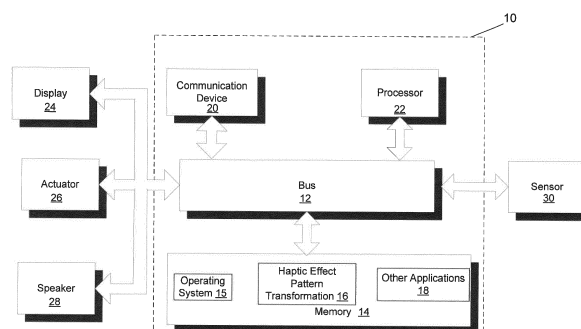 10
Display
24
Communication
Device
20
Processor
22
Actuator
26
Bus
12
Sensor
30
Speaker
28
Operating
System 15
Haptic Effect
Pattern
Transformation 16
Other Applications
18
Memory 14